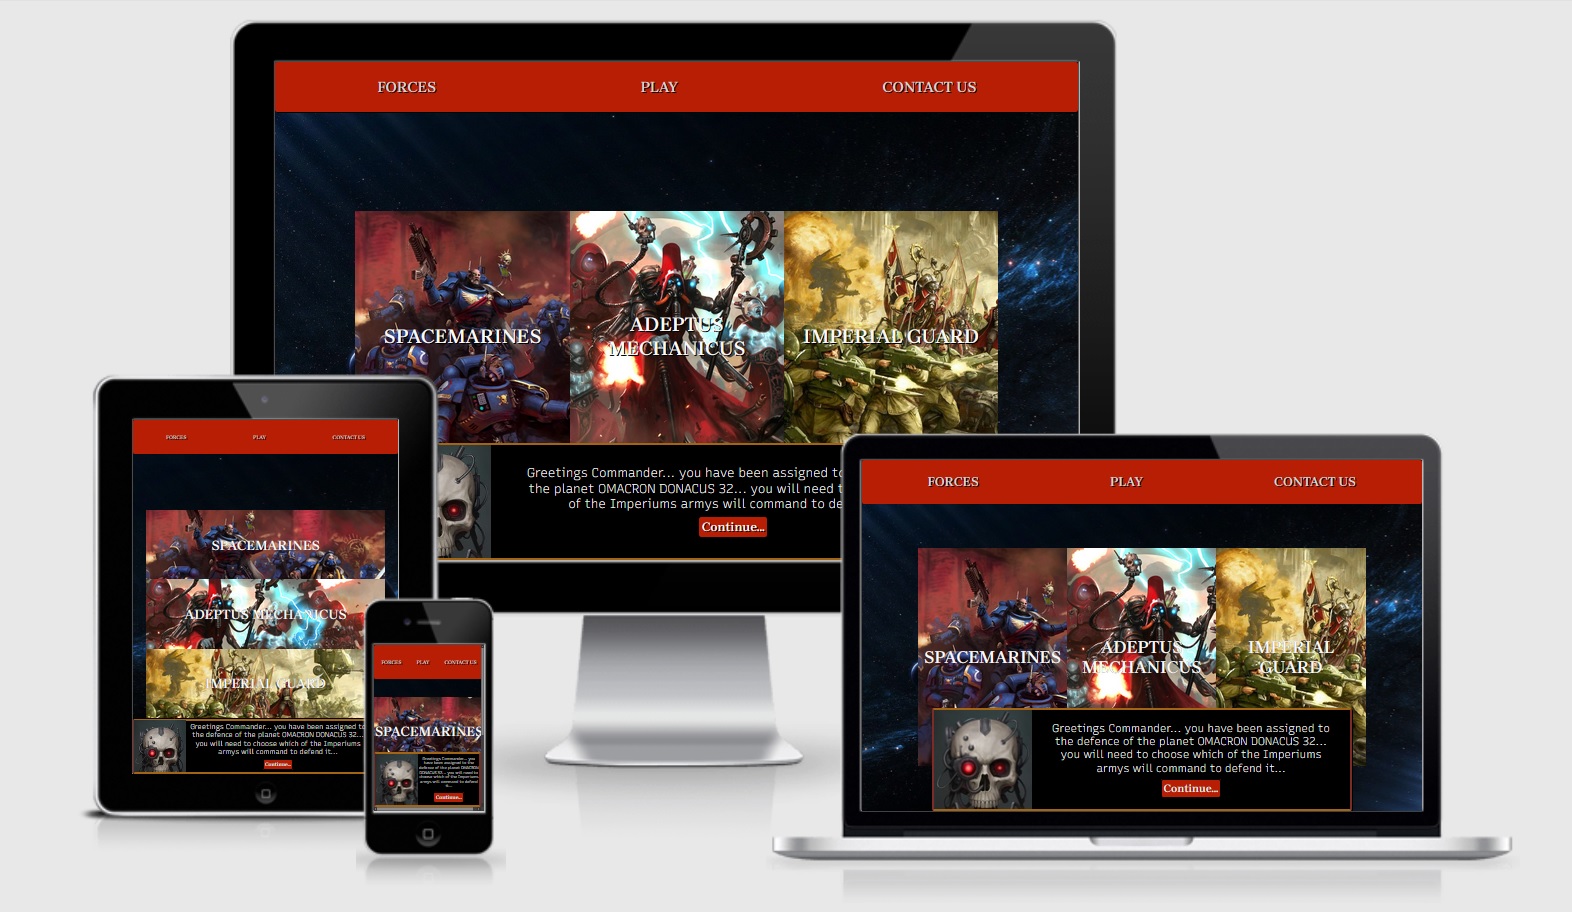 FORCES PLAY CONTACT US
SPACEMARINES
ADEPTUS
MECHANICUS
IMPERIAL GUARD
Greetings Commander... you have been assigned to
the planet OMACRON DONACUS 32... you will need t
of the Imperiums armys will command to de
Continue...
FORCES PLAY CONTACT US
SPACEMARINES
ADEPTUS MECHANICUS
IMPERIAL GUARD
Greetings Commander... you have been assigned to
the defence of the planet OMACRON DONACUS 32...
you will need to choose which of the Imperiums
armys will command to defend it...
Continue...
FORCES PLAY CONTACT US
SPACEMARINES
Greetings Commander... you
have been assigned to the
defence of the planet OMACRON
DONACUS 32... you will need to
choose which of the Imperiums
armys will command to defend
it...
Continue...
FORCES PLAY CONTACT US
SPACEMARINES
ADEPTUS
MECHANICUS
IMPERIAL
GUARD
Greetings Commander... you have been assigned to
the defence of the planet OMACRON DONACUS 32...
you will need to choose which of the Imperiums
armys will command to defend it...
Continue...